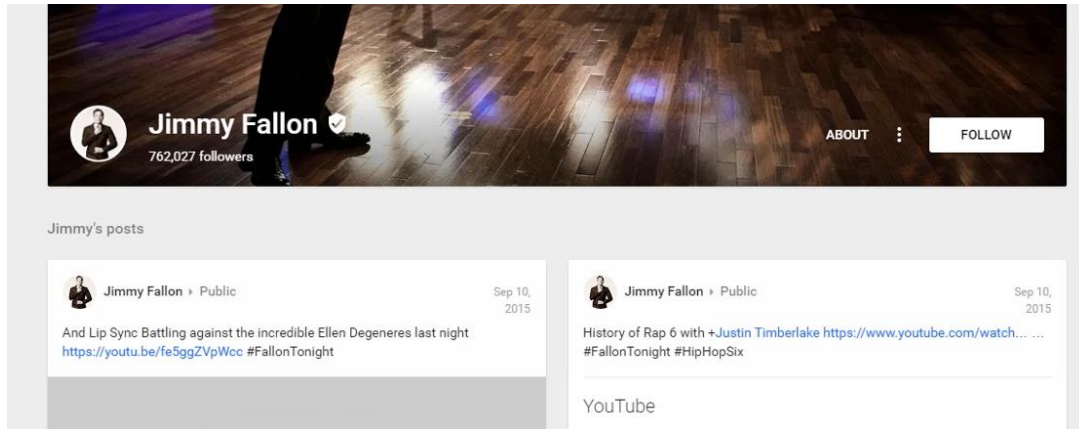 Jimmy Fallon
762,027 followers
ABOUT
FOLLOW
Jimmy's posts
Jimmy Fallon ▸ Public
Sep 10,
2015
And Lip Sync Battling against the incredible Ellen Degeneres last night
https://youtu.be/fe5ggZVpWcc #FallonTonight
Jimmy Fallon ▸ Public
Sep 10,
2015
History of Rap 6 with +Justin Timberlake https://www.youtube.com/watch... ...
#FallonTonight #HipHopSix
YouTube